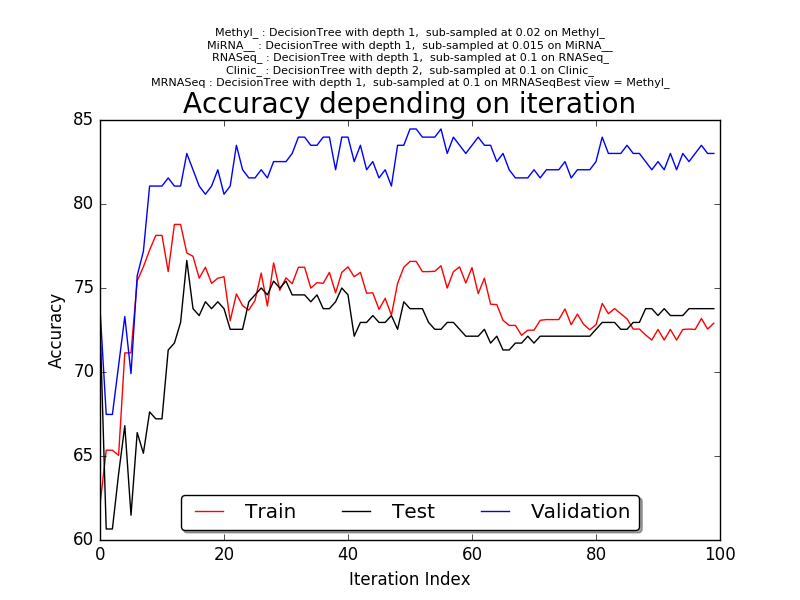 Methyl_ : DecisionTree with depth 1,  sub-sampled at 0.02 on Methyl_
MiRNA__ : DecisionTree with depth 1,  sub-sampled at 0.015 on MiRNA__
RNASeq_ : DecisionTree with depth 1,  sub-sampled at 0.1 on RNASeq_
Clinic_ : DecisionTree with depth 2,  sub-sampled at 0.1 on Clinic_
MRNASeq : DecisionTree with depth 1,  sub-sampled at 0.1 on MRNASeqBest view = Methyl_
Accuracy depending on iteration
85
80
75
70
65
60
Accuracy
Train Test Validation
0 20 40 60 80 100
Iteration Index